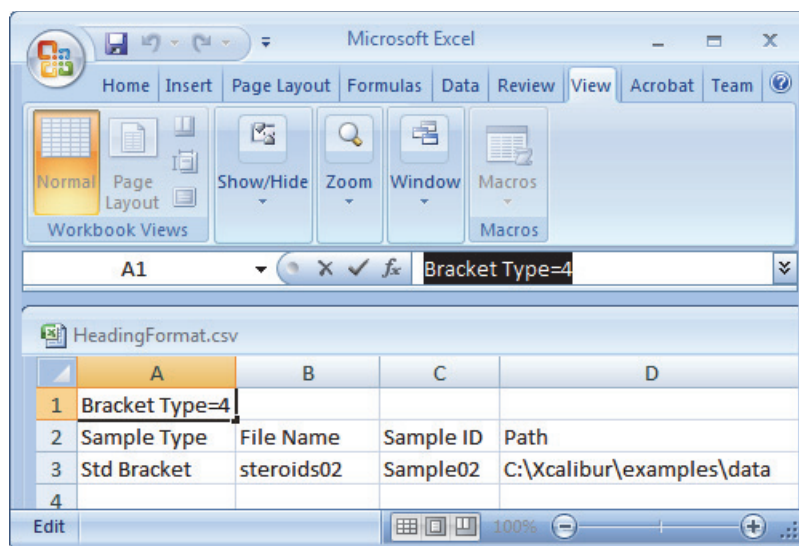 Microsoft Excel
Home Insert Page Layout Formulas Data Review View Acrobat Team
Normal Page Layout Show/Hide Zoom Window Macros
Workbook Views Macros
A1 fx Bracket Type=4
HeadingFormat.csv
A B C D
1 Bracket Type=4
2 Sample Type File Name Sample ID Path
3 Std Bracket steroids02 Sample02 C:\Xcalibur\examples\data
4
Edit 100%